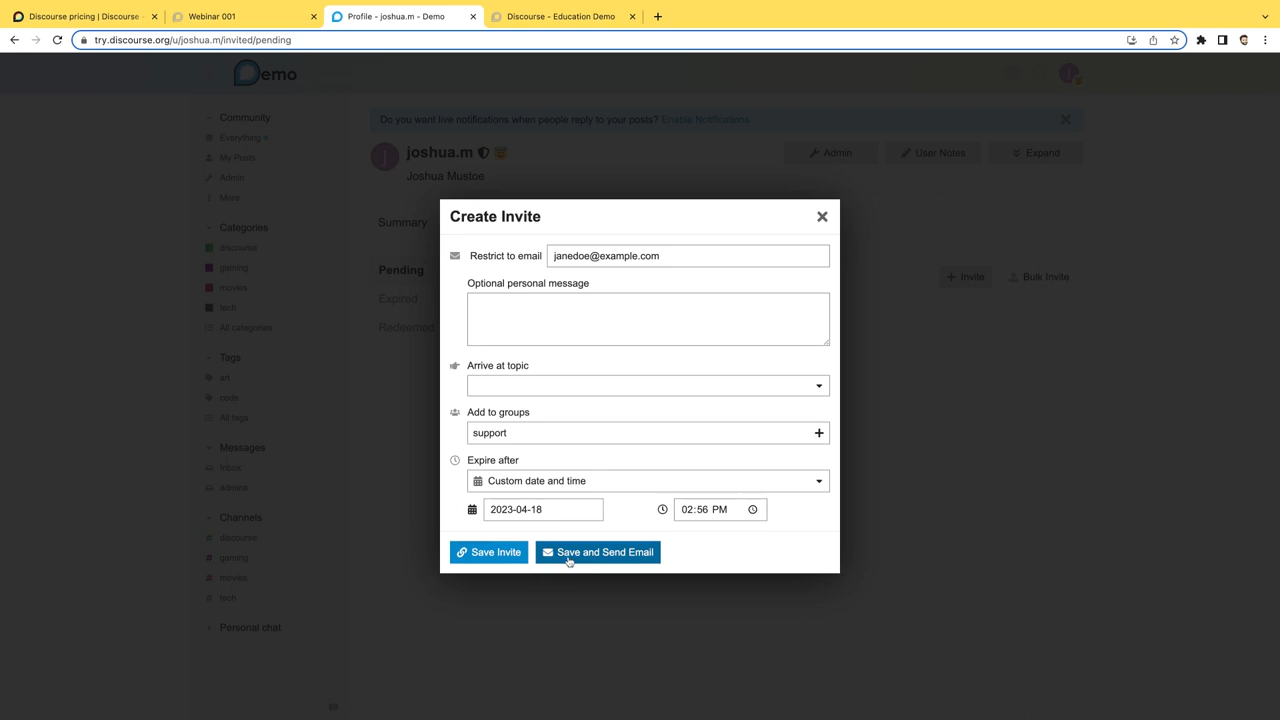 Discourse pricing | Discourse -
Webinar 001
Profile - joshua.m - Demo
Discourse - Education Demo
try.discourse.org/u/joshua.m/invited/pending
Demo
J
Community
Everything
My Posts
Admin
More
Categories
discourse
gaming
movies
tech
All categories
Tags
art
code
All tags
Messages
Inbox
admins
Channels
discourse
gaming
movies
tech
Personal chat
Do you want live notifications when people reply to your posts? Enable Notifications
J
joshua.m
Joshua Mustoe
Admin
User Notes
Expand
Summary
Pending
Expired
Redeemed
+ Invite
Bulk Invite
Create Invite
Restrict to email
janedoe@example.com
Optional personal message
Arrive at topic
Add to groups
support
Expire after
Custom date and time
2023-04-18
02:56 PM
Save Invite
Save and Send Email